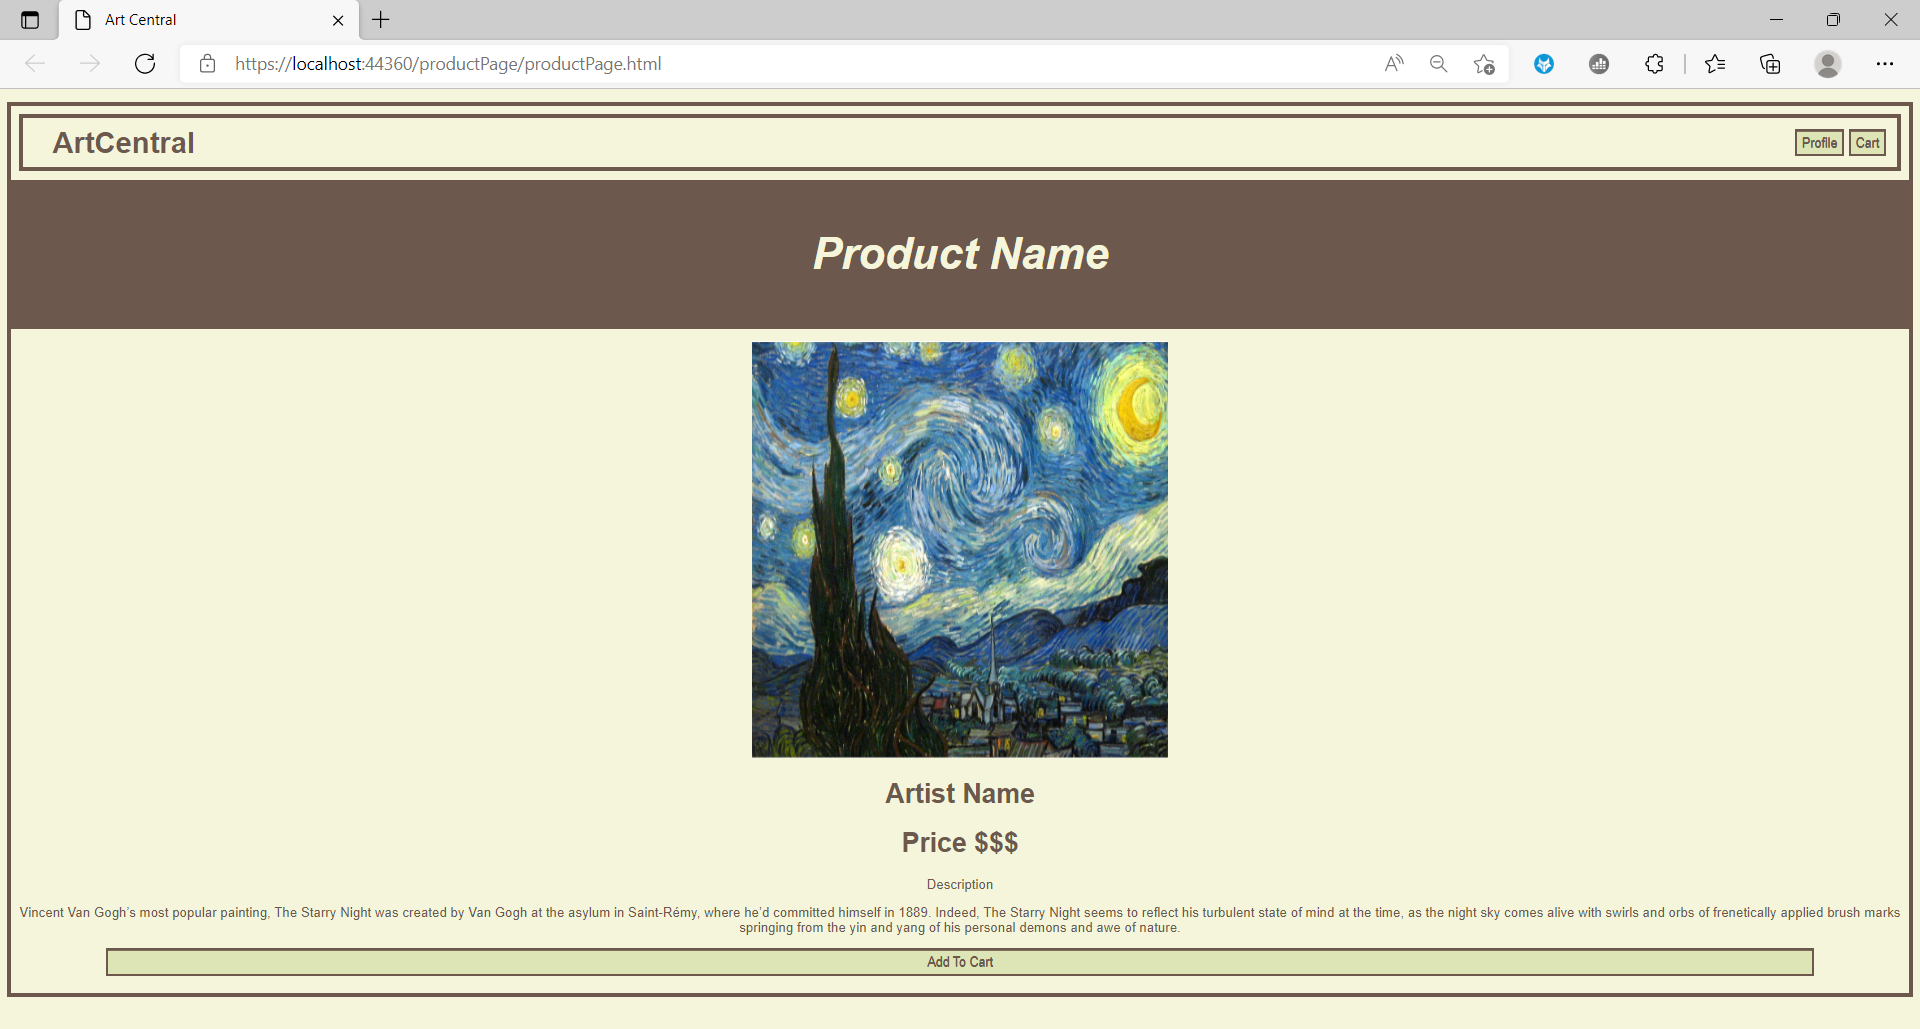 Art Central
https://localhost:44360/productPage/productPage.html
ArtCentral
Profile Cart
Product Name
Artist Name
Price $$$
Description
Vincent Van Gogh's most popular painting, The Starry Night was created by Van Gogh at the asylum in Saint-Rémy, where he'd committed himself in 1889. Indeed, The Starry Night seems to reflect his turbulent state of mind at the time, as the night sky comes alive with swirls and orbs of frenetically applied brush marks
springing from the yin and yang of his personal demons and awe of nature.
Add To Cart